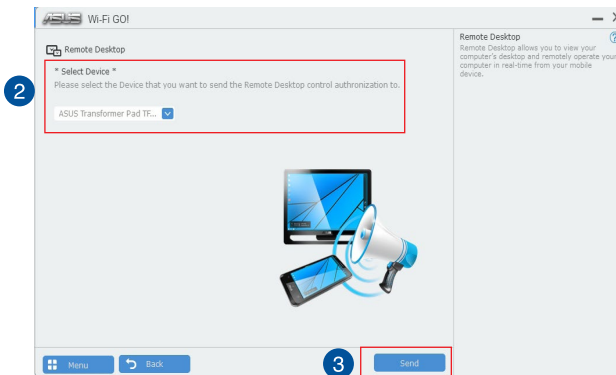 ASUS Wi-Fi GO!
Remote Desktop
* Select Device *
Please select the Device that you want to send the Remote Desktop control authronization to.
ASUS Transformer Pad TF...
2
Menu
Back
3
Send
Remote Desktop
Remote Desktop allows you to view your
computer's desktop and remotely operate your
computer in real-time from your mobile
device.